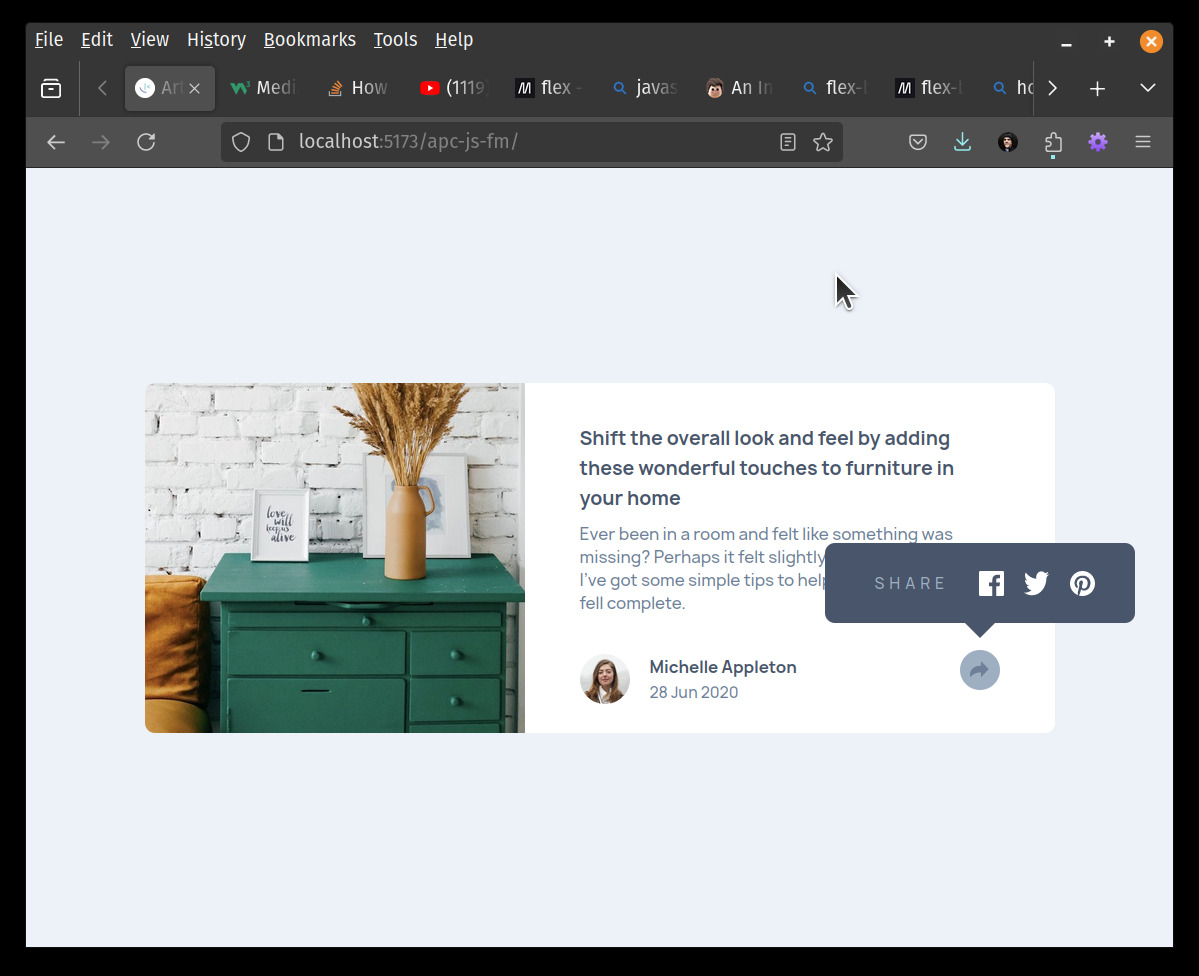 File Edit View History Bookmarks Tools Help
Art Medi How (1119 flex - javas An In flex-l flex-l ho
localhost:5173/apc-js-fm/
love
will
keep us
alive
Shift the overall look and feel by adding
these wonderful touches to furniture in
your home
Ever been in a room and felt like something was
missing? Perhaps it felt slightly
I've got some simple tips to help
fell complete.
SHARE
Michelle Appleton
28 Jun 2020